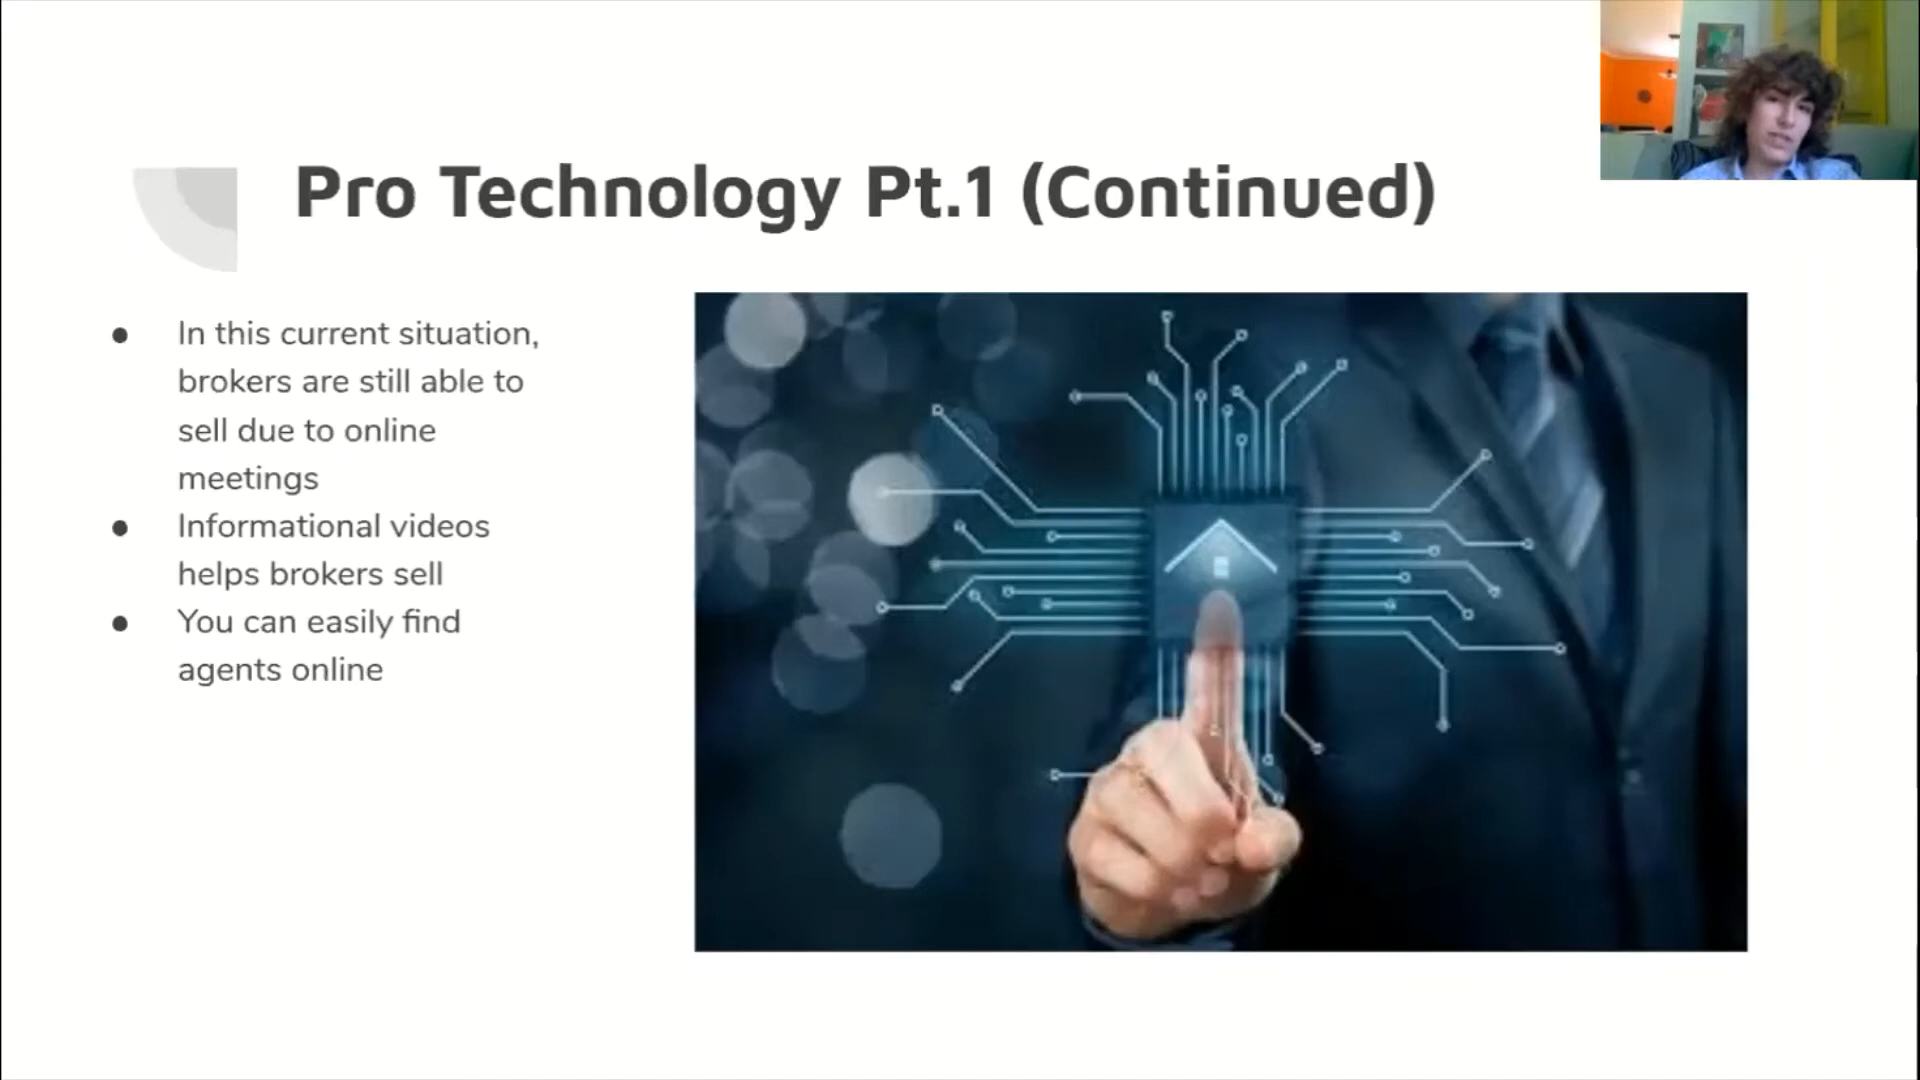 Pro Technology Pt.1 (Continued)
● In this current situation,
brokers are still able to
sell due to online
meetings
● Informational videos
helps brokers sell
● You can easily find
agents online